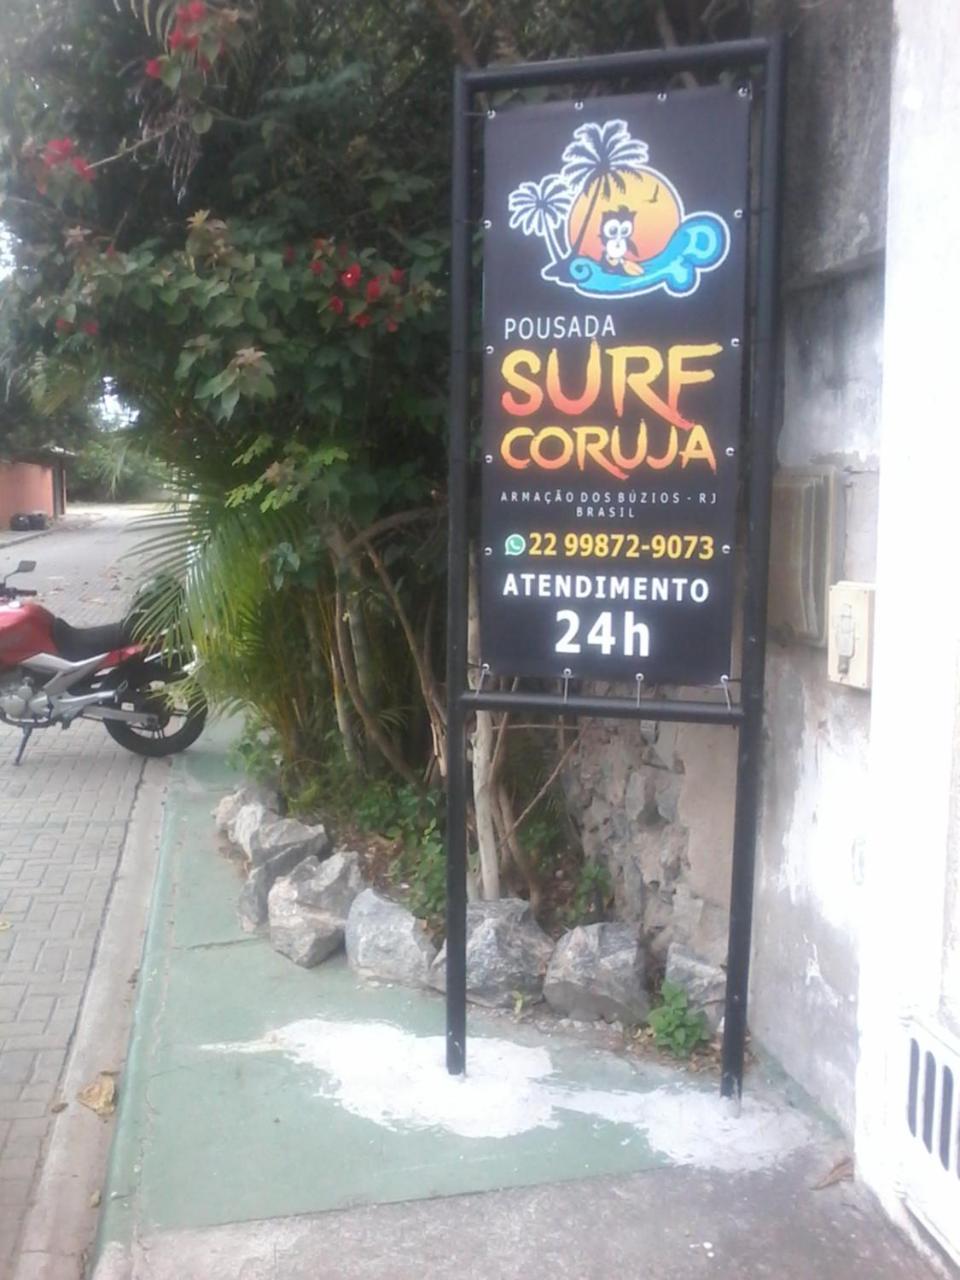 POUSADA
SURF
CORUJA
ARMAÇÃO DOS BÚZIOS - RJ
BRASIL
22 99872-9073
ATENDIMENTO
24h